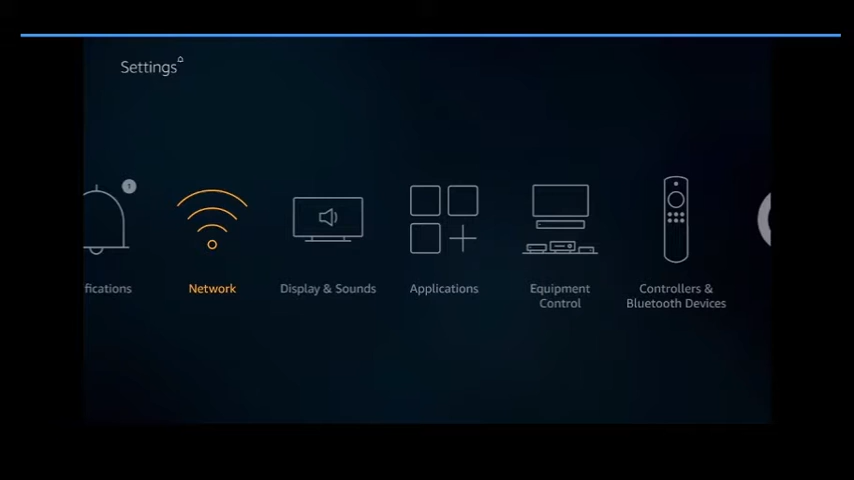 Settings
fications
Network
Display & Sounds
Applications
Equipment
Control
Controllers &
Bluetooth Devices